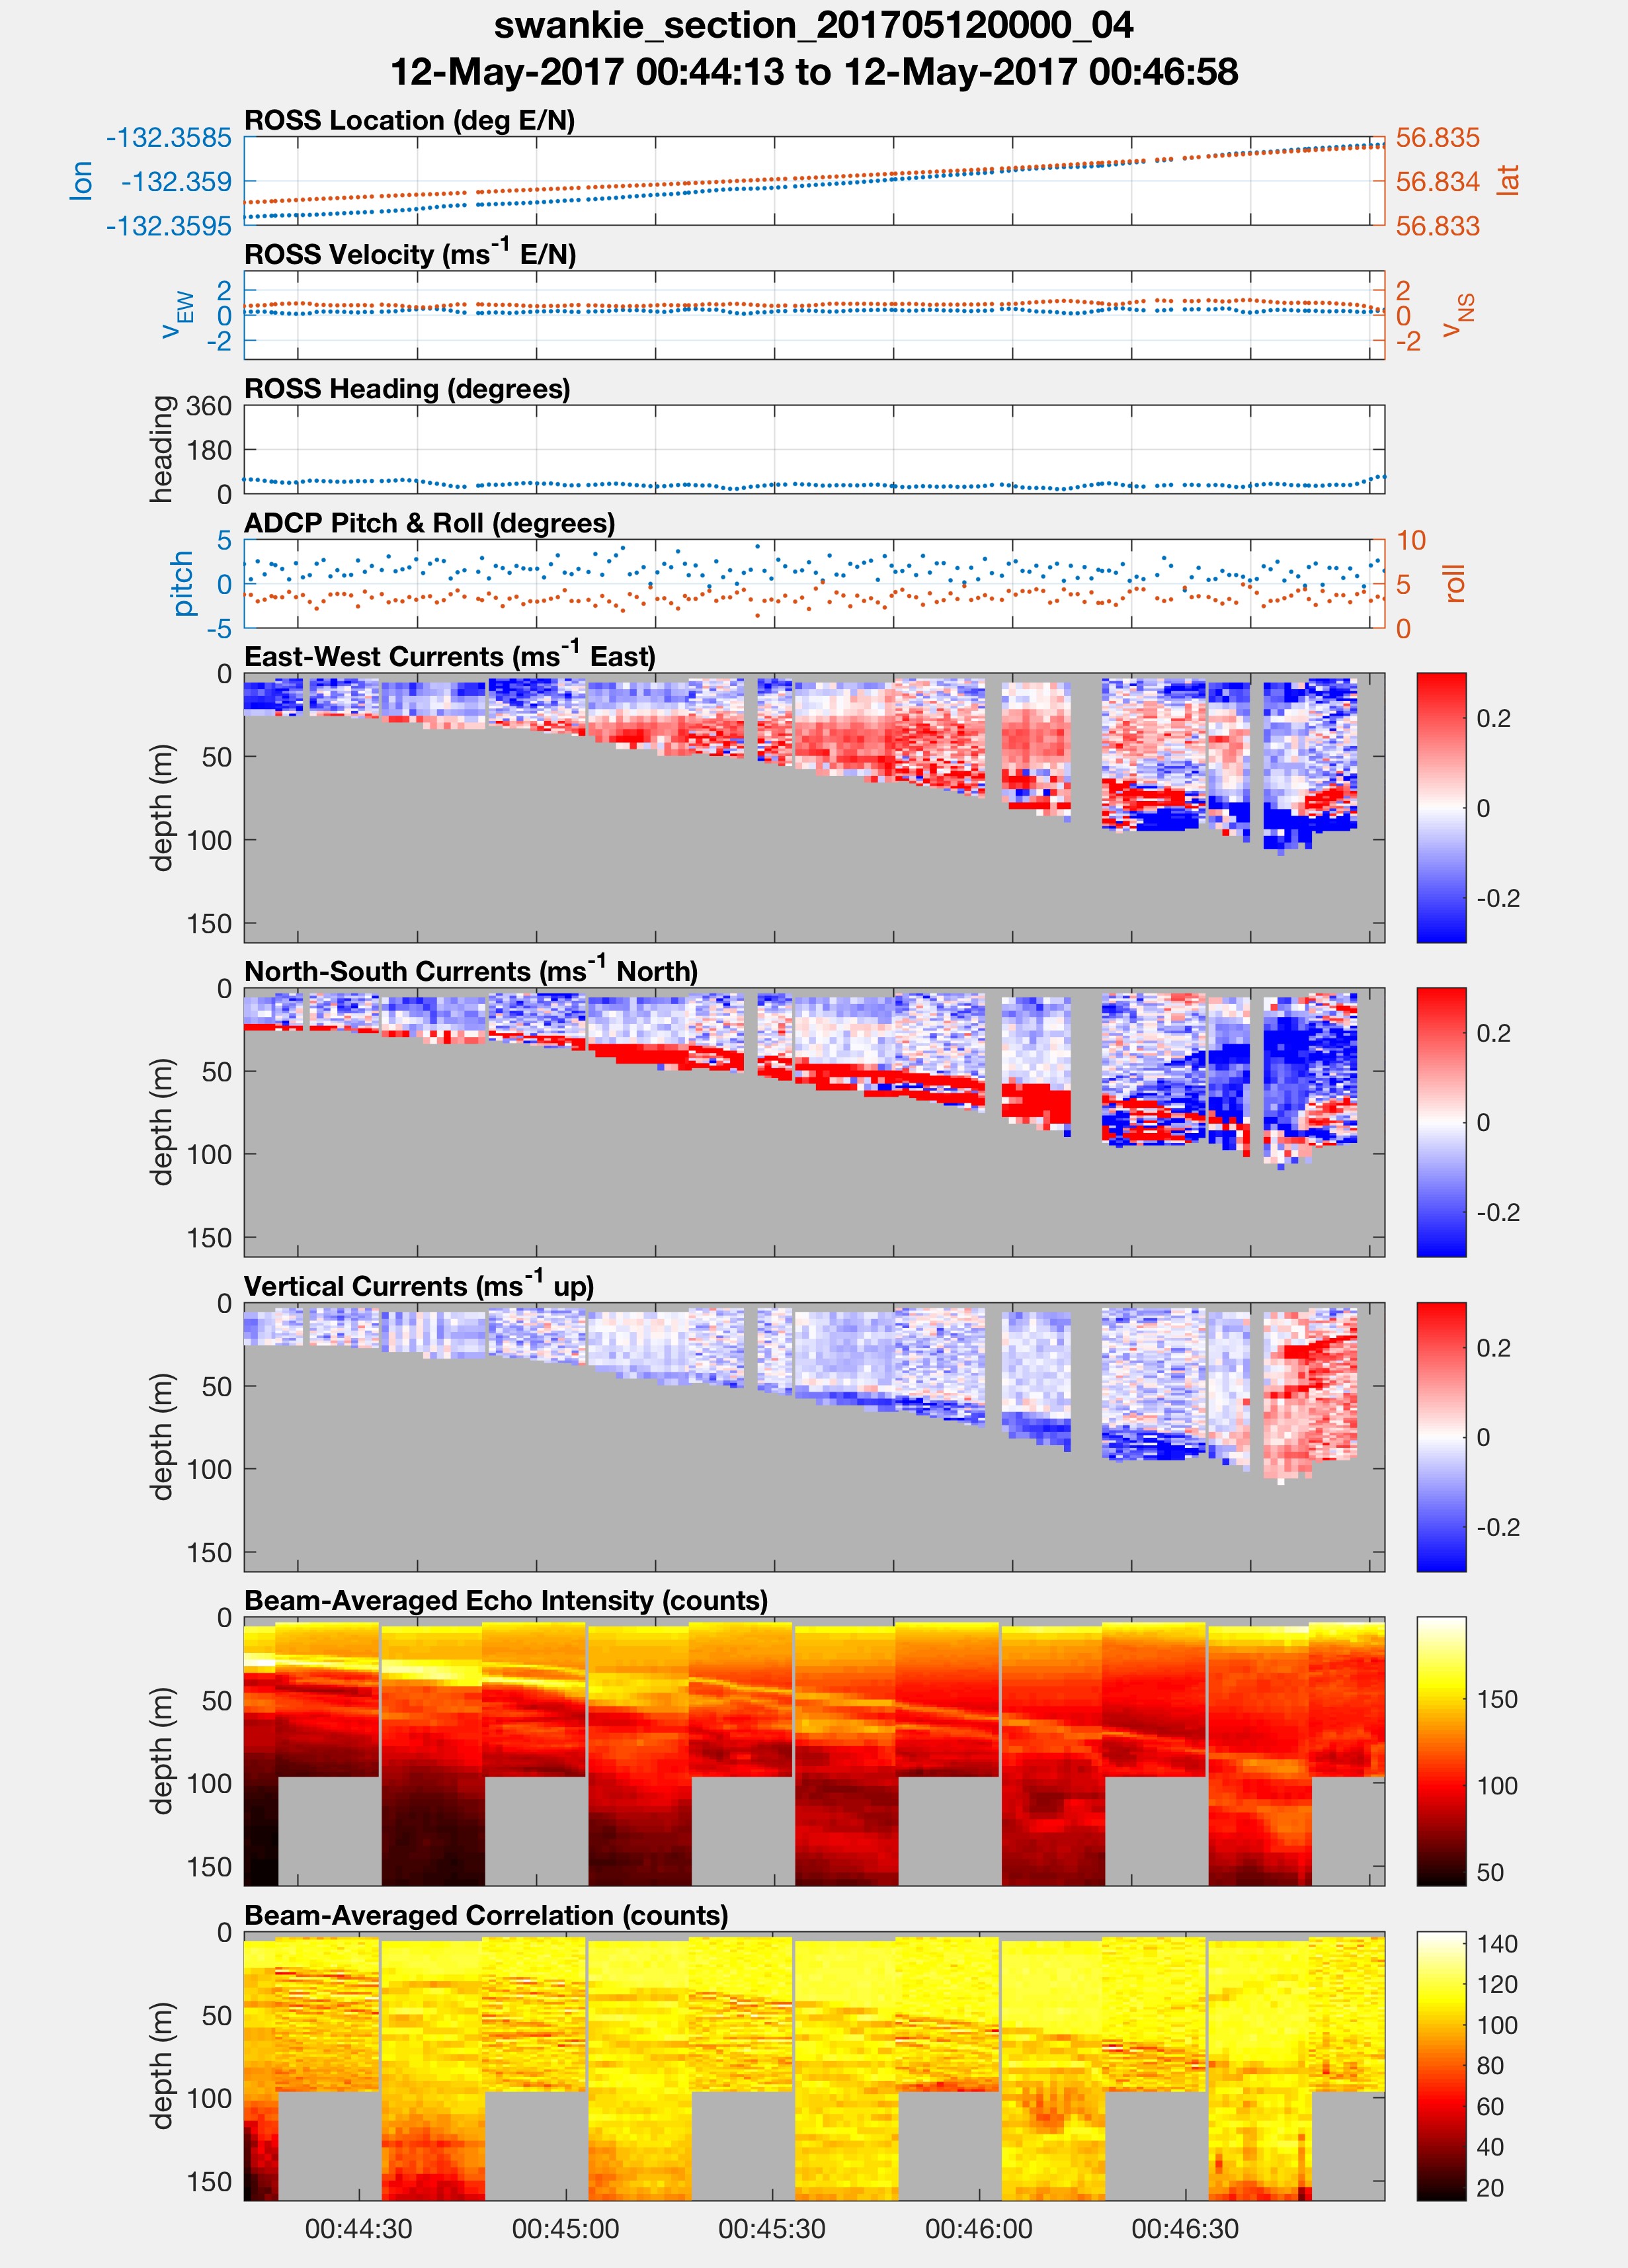 swankie_section_201705120000_04
12-May-2017 00:44:13 to 12-May-2017 00:46:58
ROSS Location (deg E/N)
-132.3585
-132.359
-132.3595
lon
56.835
56.834
56.833
lat
ROSS Velocity (ms-1 E/N)
2
0
-2
vEW
2
0
-2
vNS
ROSS Heading (degrees)
360
180
0
heading
ADCP Pitch & Roll (degrees)
5
0
-5
pitch
10
5
0
roll
East-West Currents (ms-1 East)
0
50
100
150
depth (m)
0.2
0
-0.2
North-South Currents (ms-1 North)
0
50
100
150
depth (m)
0.2
0
-0.2
Vertical Currents (ms-1 up)
0
50
100
150
depth (m)
0.2
0
-0.2
Beam-Averaged Echo Intensity (counts)
0
50
100
150
depth (m)
150
100
50
Beam-Averaged Correlation (counts)
0
50
100
150
depth (m)
140
120
100
80
60
40
20
00:44:30 00:45:00 00:45:30 00:46:00 00:46:30